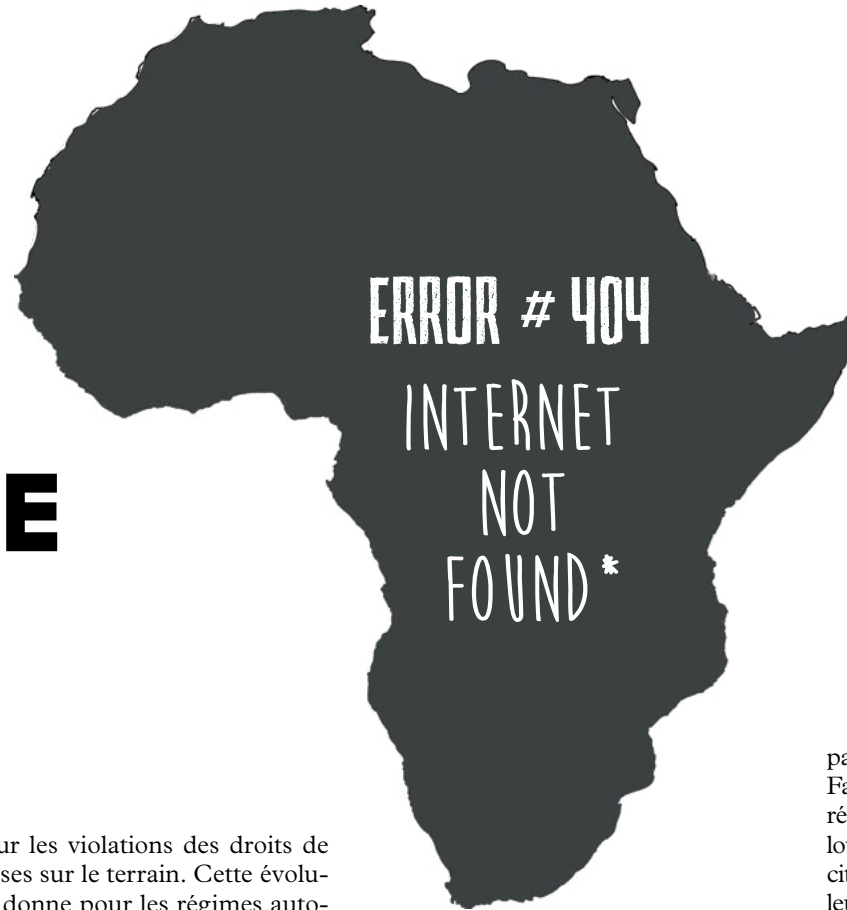 ERROR # 404
INTERNET
NOT
FOUND*
E
ur les violations des droits de
ses sur le terrain. Cette évolu-
donne pour les régimes auto-
pa
Fa
ré
lo
cit
leu